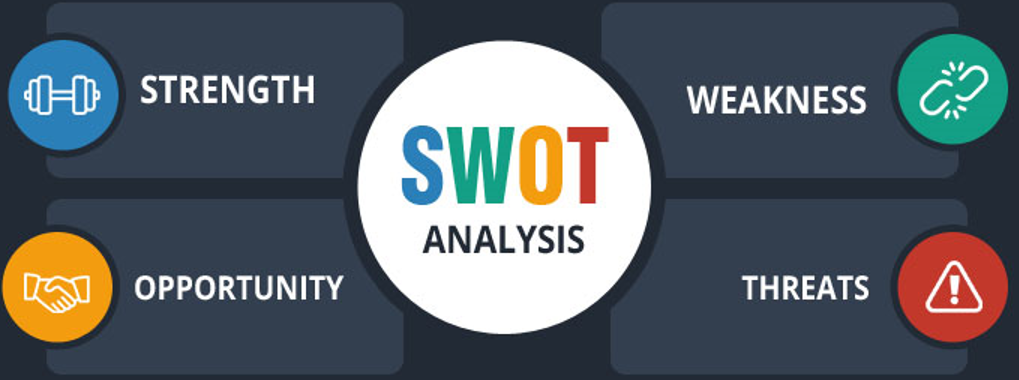 STRENGTH
WEAKNESS
SWOT
ANALYSIS
OPPORTUNITY
THREATS